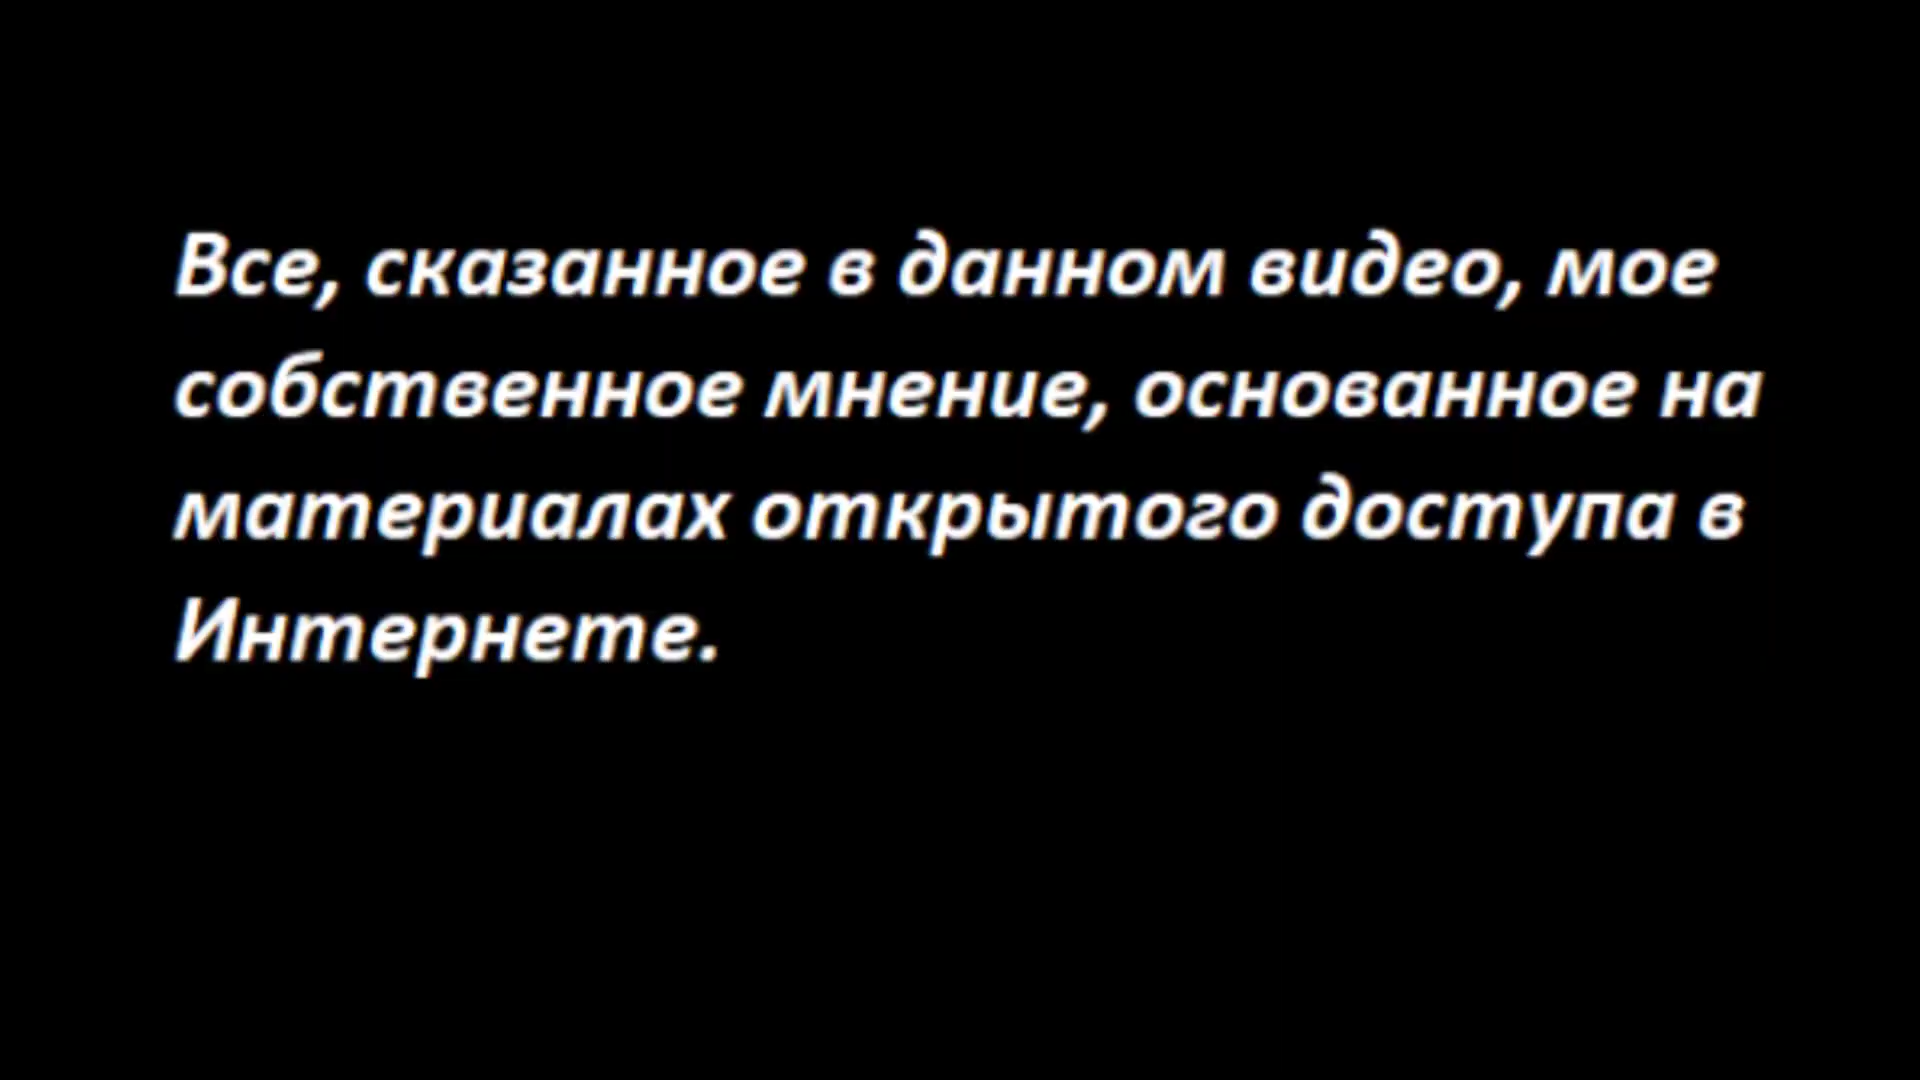 Все, сказанное в данном видео, мое
собственное мнение, основанное на
материалах открытого доступа в
Интернете.